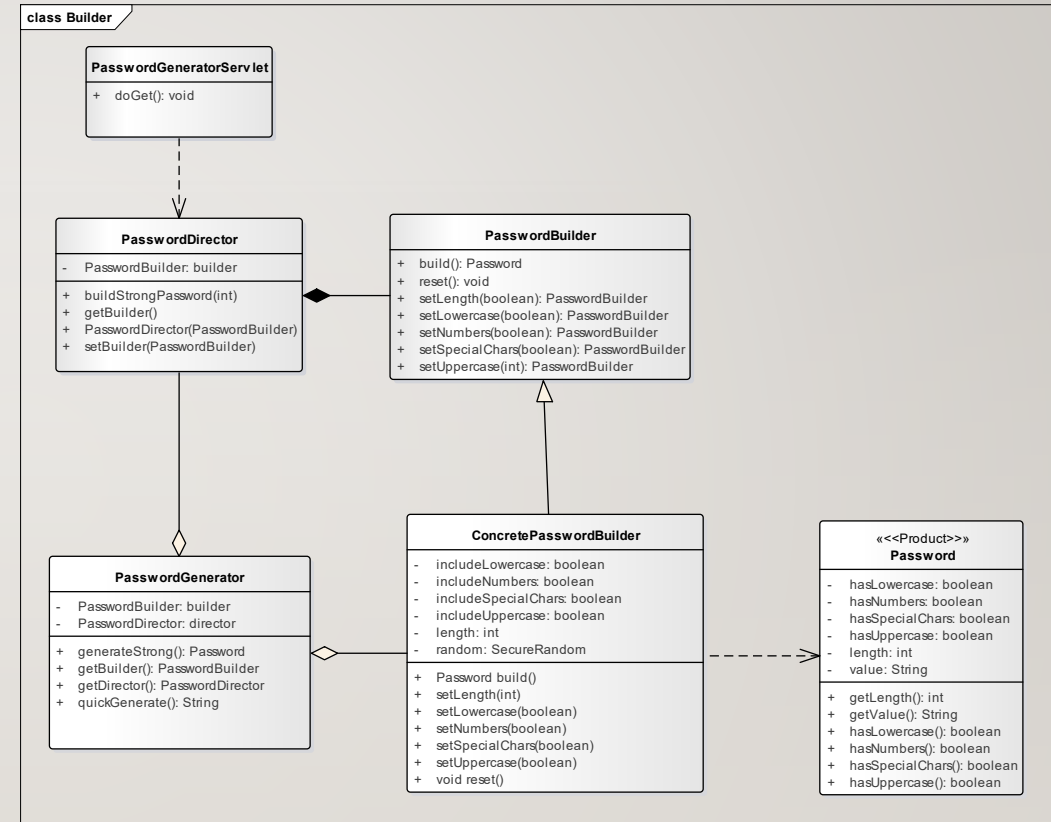 class Builder
PasswordGeneratorServlet
+ doGet(): void
PasswordDirector
- PasswordBuilder: builder
+ buildStrongPassword(int)
+ getBuilder()
+ PasswordDirector(PasswordBuilder)
+ setBuilder(PasswordBuilder)
PasswordBuilder
+ build(): Password
+ reset(): void
+ setLength(boolean): PasswordBuilder
+ setLowercase(boolean): PasswordBuilder
+ setNumbers(boolean): PasswordBuilder
+ setSpecialChars(boolean): PasswordBuilder
+ setUppercase(int): PasswordBuilder
PasswordGenerator
- PasswordBuilder: builder
- PasswordDirector: director
+ generateStrong(): Password
+ getBuilder(): PasswordBuilder
+ getDirector(): PasswordDirector
+ quickGenerate(): String
ConcretePasswordBuilder
- includeLowercase: boolean
- includeNumbers: boolean
- includeSpecialChars: boolean
- includeUppercase: boolean
- length: int
- random: SecureRandom
+ Password build()
+ setLength(int)
+ setLowercase(boolean)
+ setNumbers(boolean)
+ setSpecialChars(boolean)
+ setUppercase(boolean)
+ void reset()
«<<Product>>»
Password
- hasLowercase: boolean
- hasNumbers: boolean
- hasSpecialChars: boolean
- hasUppercase: boolean
- length: int
- value: String
+ getLength(): int
+ getValue(): String
+ hasLowercase(): boolean
+ hasNumbers(): boolean
+ hasSpecialChars(): boolean
+ hasUppercase(): boolean